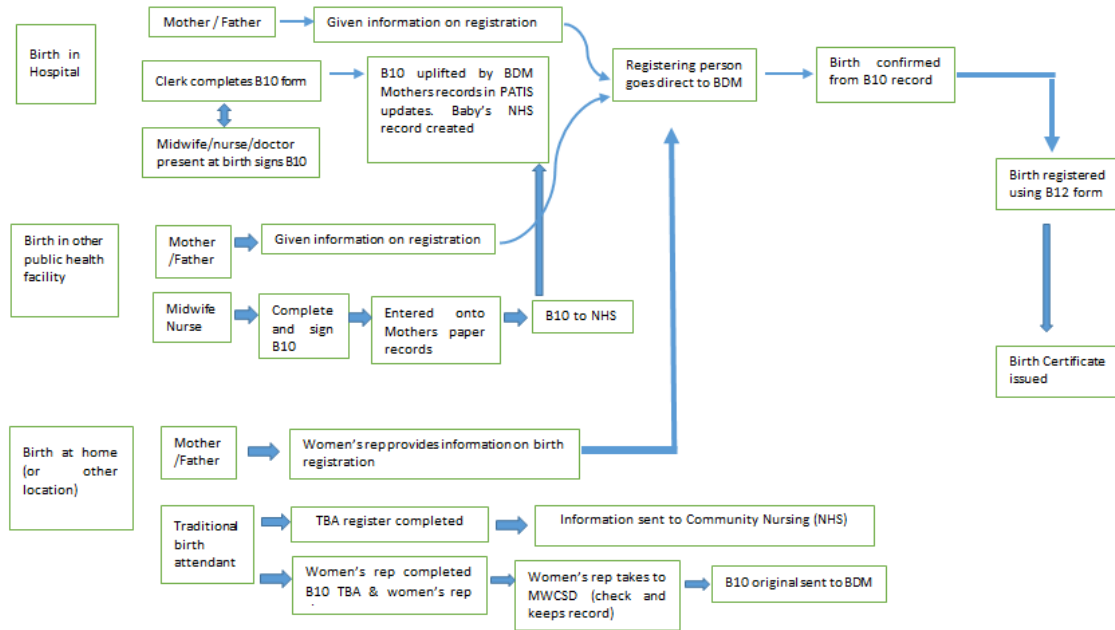 Mother / Father
Given information on registration
Birth in
Hospital
Clerk completes B10 form
B10 uplifted by BDM
Mothers records in PATIS
updates. Baby's NHS
record created
Registering person
goes direct to BDM
Birth confirmed
from B10 record
Midwife/nurse/doctor
present at birth signs B10
Birth registered
using B12 form
Birth in other
public health
facility
Mother
/Father
Given information on registration
Midwife
Nurse
Complete
and sign
B10
Entered onto
Mothers paper
records
B10 to NHS
Birth Certificate
issued
Birth at home
(or other
location)
Mother
/Father
Women's rep provides information on birth
registration
Traditional
birth
attendant
TBA register completed
Information sent to Community Nursing (NHS)
Women's rep completed
B10 TBA & women's rep
Women's rep takes to
MWCSD (check and
keeps record)
B10 original sent to BDM